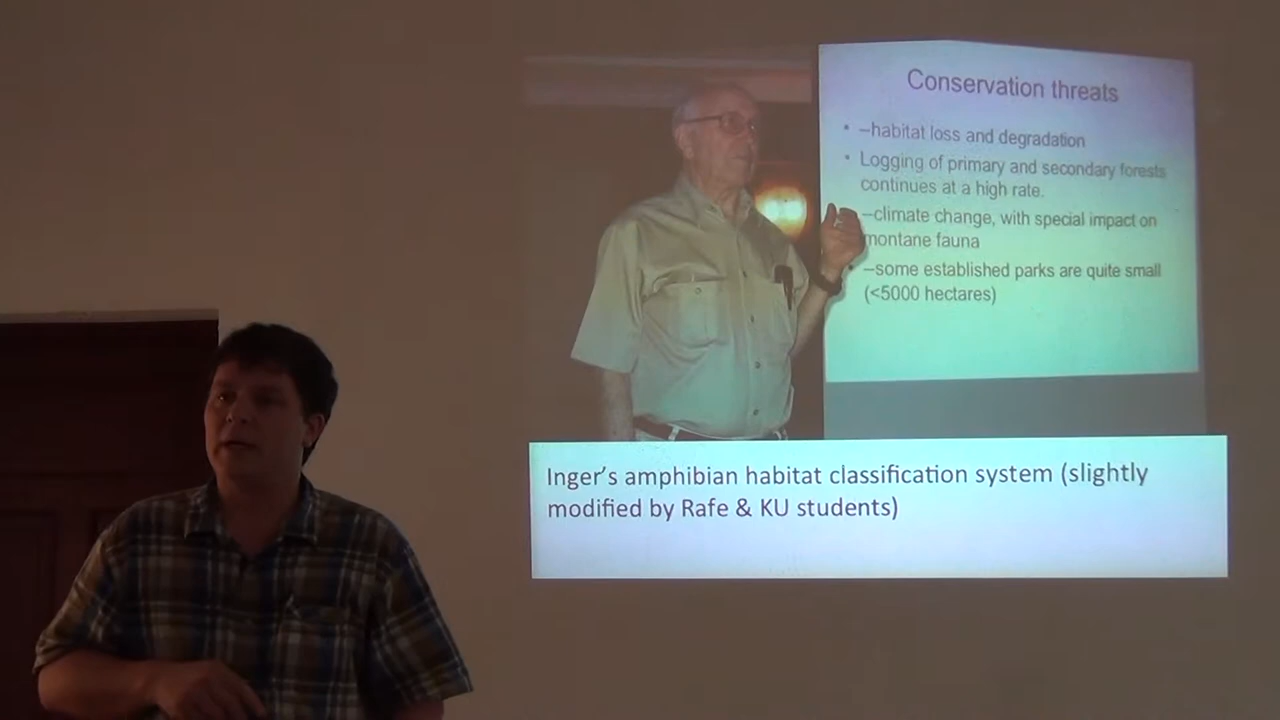 Conservation threats
• –habitat loss and degradation
• Logging of primary and secondary forests
continues at a high rate.
–climate change, with special impact on
montane fauna
• –some established parks are quite small
(<5000 hectares)
Inger's amphibian habitat classification system (slightly
modified by Rafe & KU students)